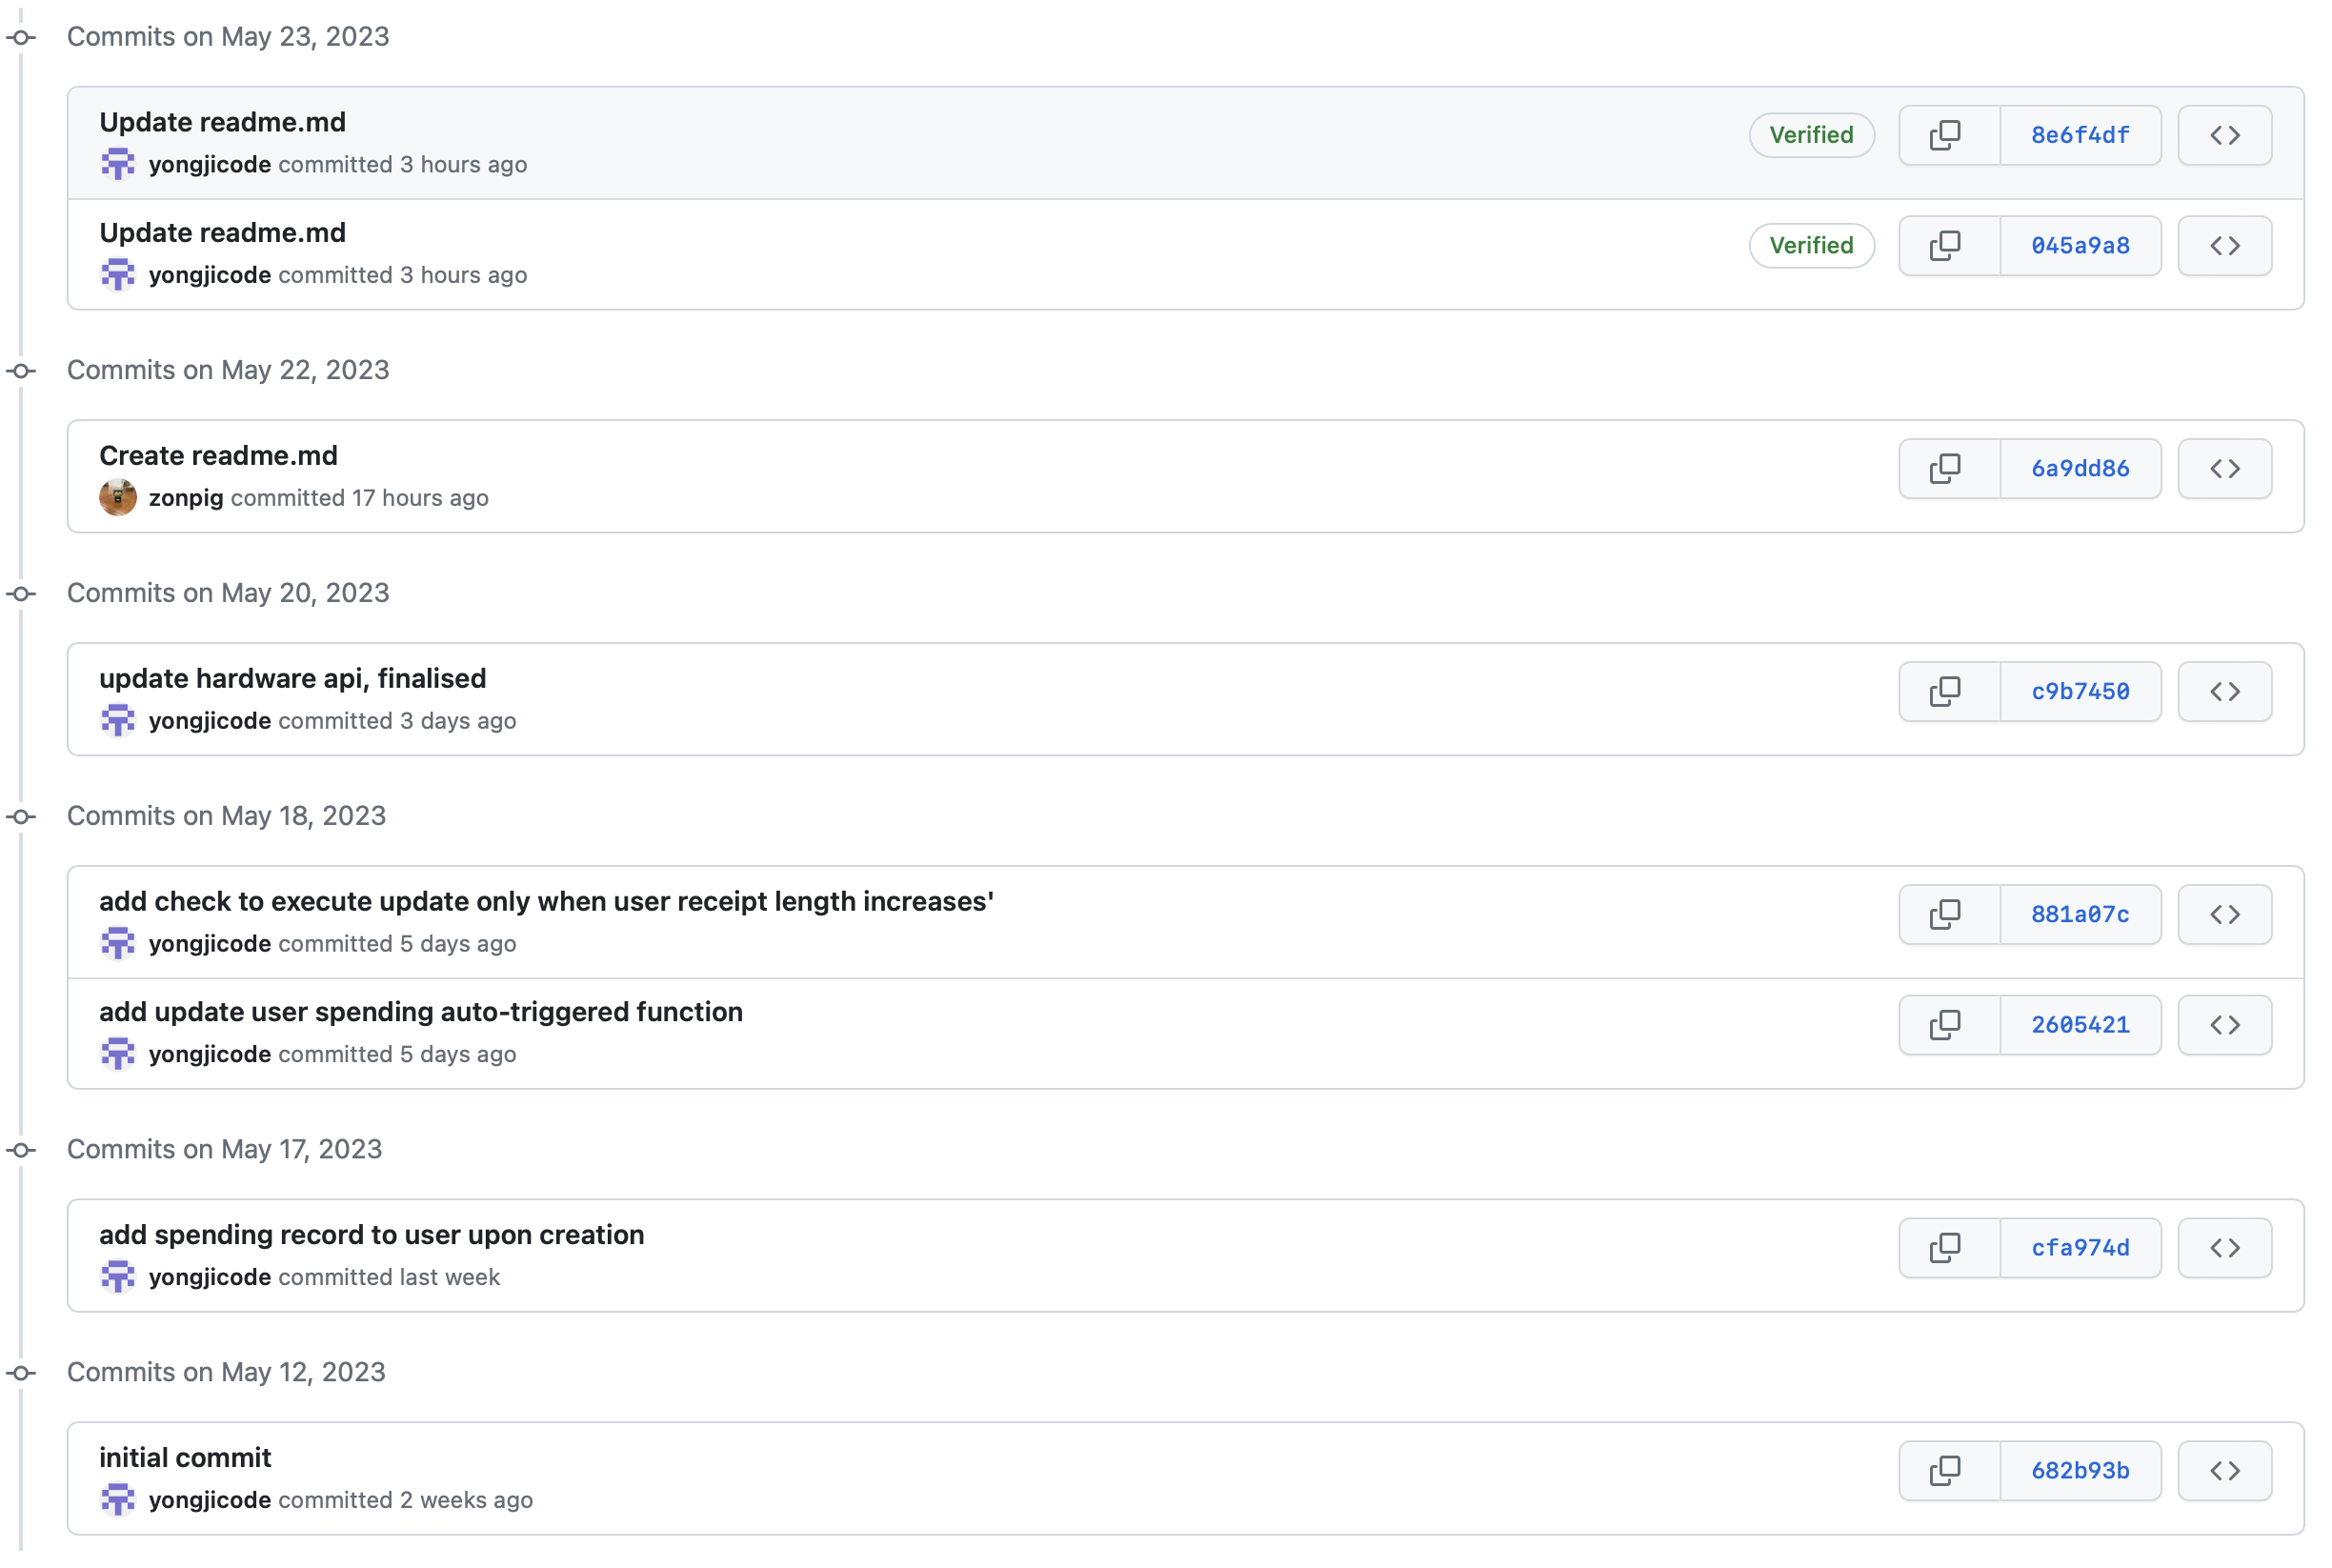 Commits on May 23, 2023
Update readme.md
Verified
8e6f4df
yongjicode committed 3 hours ago
Update readme.md
Verified
045a9a8
yongjicode committed 3 hours ago
Commits on May 22, 2023
Create readme.md
6a9dd86
zonpig committed 17 hours ago
Commits on May 20, 2023
update hardware api, finalised
c9b7450
yongjicode committed 3 days ago
Commits on May 18, 2023
add check to execute update only when user receipt length increases'
881a07c
yongjicode committed 5 days ago
add update user spending auto-triggered function
2605421
yongjicode committed 5 days ago
Commits on May 17, 2023
add spending record to user upon creation
cfa974d
yongjicode committed last week
Commits on May 12, 2023
initial commit
682b93b
yongjicode committed 2 weeks ago